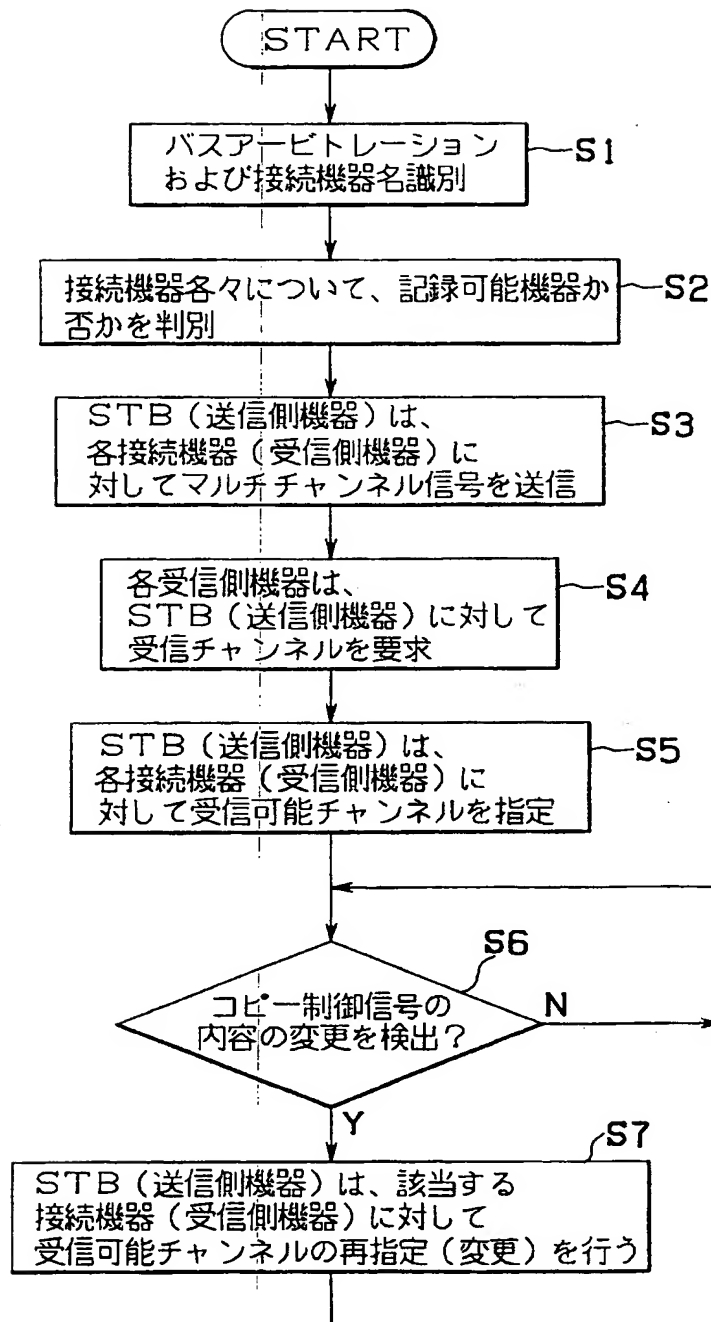 START
バスアービトレーション
および接続機器名識別
S1
接続機器各々について、記録可能機器か
否かを判別
S2
STB(送信側機器)は、
各接続機器(受信側機器)に
対してマルチチャンネル信号を送信
S3
各受信側機器は、
STB(送信側機器)に対して
受信チャンネルを要求
S4
STB(送信側機器)は、
各接続機器(受信側機器)に
対して受信可能チャンネルを指定
S5
S6
コピー制御信号の
内容の変更を検出?
N
Y
S7
STB(送信側機器)は、該当する
接続機器(受信側機器)に対して
受信可能チャンネルの再指定(変更)を行う